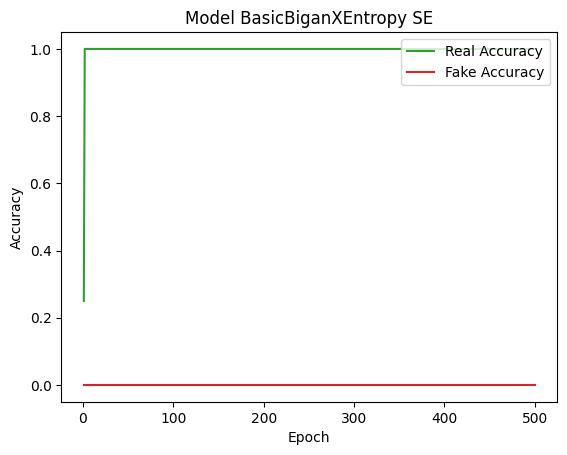 Model BasicBiganXEntropy SE
Real Accuracy
Fake Accuracy
Accuracy
1.0
0.8
0.6
0.4
0.2
0.0
0 100 200 300 400 500
Epoch